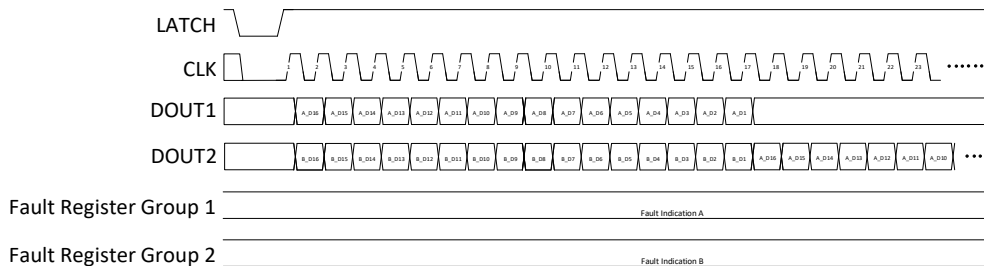 LATCH
CLK 1 2 3 4 5 6 7 8 9 10 11 12 13 14 15 16 17 18 19 20 21 22 23 ......
DOUT1 A_D16 A_D15 A_D14 A_D13 A_D12 A_D11 A_D10 A_D9 A_D8 A_D7 A_D6 A_D5 A_D4 A_D3 A_D2 A_D1
DOUT2 B_D16 B_D15 B_D14 B_D13 B_D12 B_D11 B_D10 B_D9 B_D8 B_D7 B_D6 B_D5 B_D4 B_D3 B_D2 B_D1 A_D16 A_D15 A_D14 A_D13 A_D12 A_D11 A_D10 ...
Fault Register Group 1 Fault Indication A
Fault Register Group 2 Fault Indication B